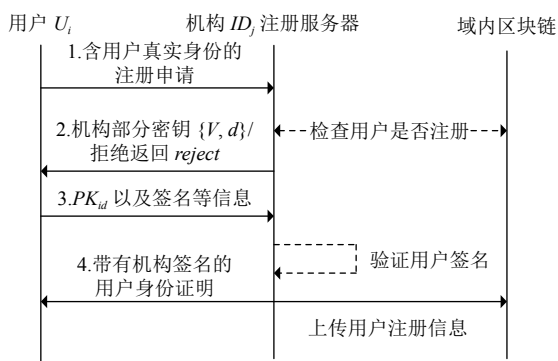 用户 Ui
机构 IDj 注册服务器
域内区块链
1.含用户真实身份的
注册申请
2.机构部分密钥 {V, d}/
拒绝返回 reject
检查用户是否注册
3.PKid 以及签名等信息
验证用户签名
4.带有机构签名的
用户身份证明
上传用户注册信息